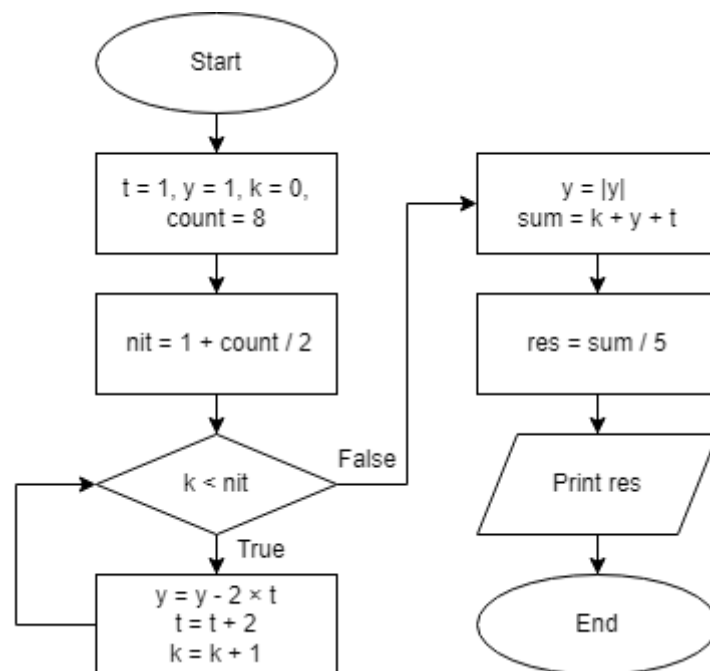 Start
t = 1, y = 1, k = 0,
count = 8
nit = 1 + count / 2
k < nit
True
y = y - 2 × t
t = t + 2
k = k + 1
False
y = |y|
sum = k + y + t
res = sum / 5
Print res
End